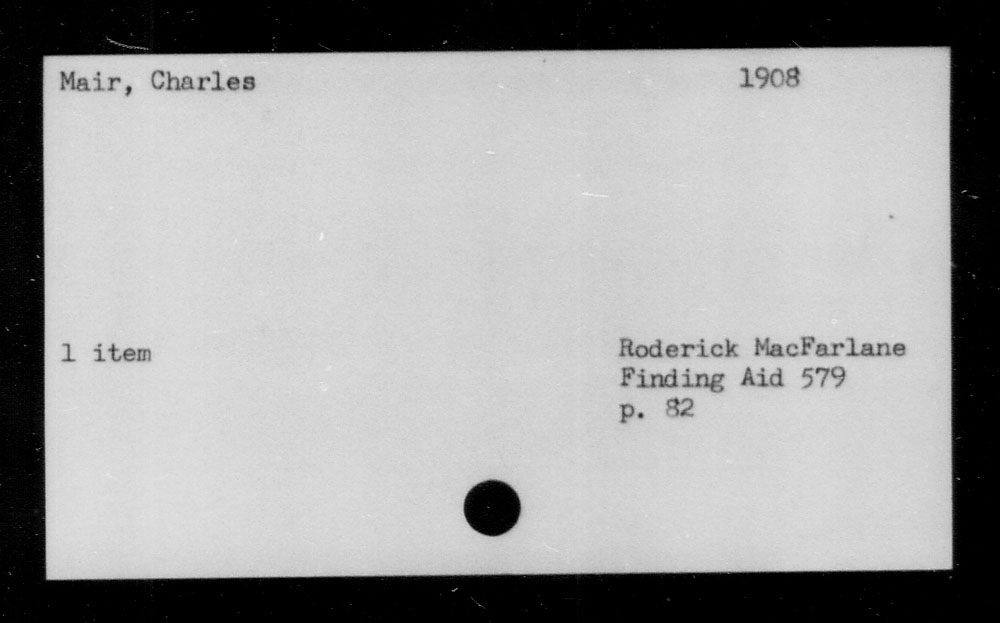 Mair, Charles 1908
1 item
Roderick MacFarlane
Finding Aid 579
p. 82